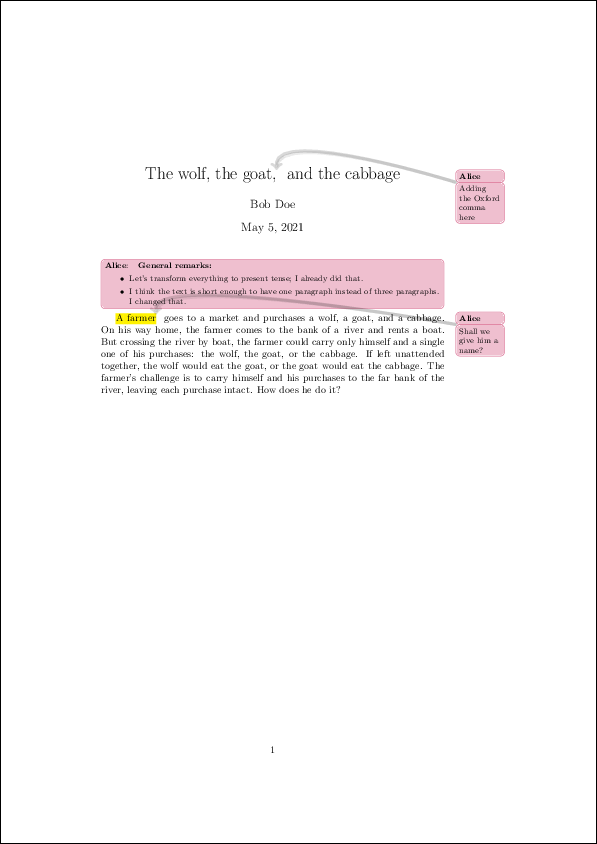 The wolf, the goat, and the cabbage
Alice
Adding
the Oxford
comma
here
Bob Doe
May 5, 2021
Alice: General remarks:
• Let's transform everything to present tense; I already did that.
• I think the text is short enough to have one paragraph instead of three paragraphs.
I changed that.
A farmer goes to a market and purchases a wolf, a goat, and a cabbage.
On his way home, the farmer comes to the bank of a river and rents a boat.
But crossing the river by boat, the farmer could carry only himself and a single
one of his purchases: the wolf, the goat, or the cabbage. If left unattended
together, the wolf would eat the goat, or the goat would eat the cabbage. The
farmer's challenge is to carry himself and his purchases to the far bank of the
river, leaving each purchase intact. How does he do it?
Alice
Shall we
give him a
name?
1